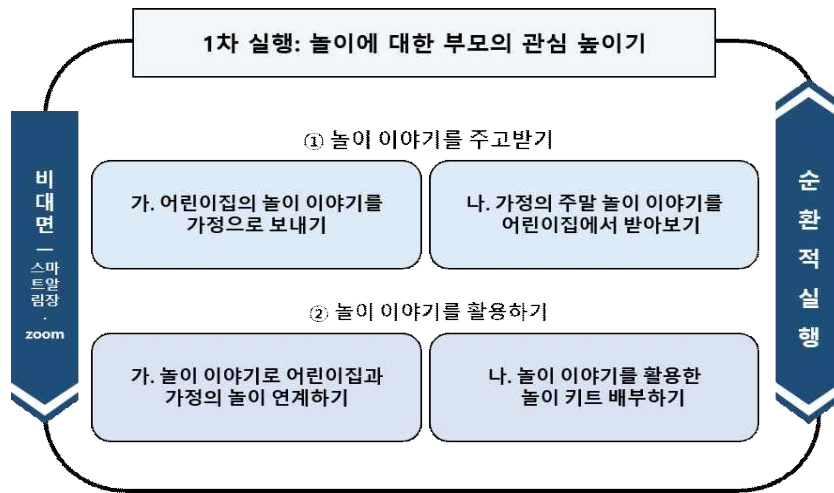 1차 실행: 놀이에 대한 부모의 관심 높이기
① 놀이 이야기를 주고받기
가. 어린이집의 놀이 이야기를
가정으로 보내기
나. 가정의 주말 놀이 이야기를
어린이집에서 받아보기
② 놀이 이야기를 활용하기
가. 놀이 이야기로 어린이집과
가정의 놀이 연계하기
나. 놀이 이야기를 활용한
놀이 키트 배부하기
비
대
면
ㅡ
스마
트알
림장
·
zoom
순
환
적
실
행